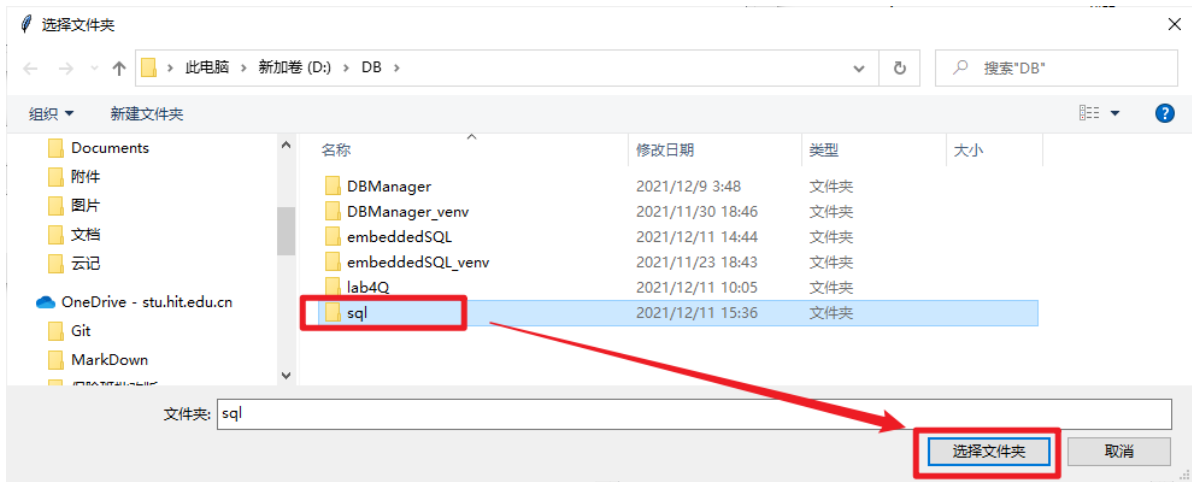 选择文件夹
此电脑 › 新加卷 (D:) › DB ›
搜索"DB"
组织 新建文件夹
名称 修改日期 类型 大小
Documents
附件
图片
文档
云记
OneDrive - stu.hit.edu.cn
Git
MarkDown
DBManager 2021/12/9 3:48 文件夹
DBManager_venv 2021/11/30 18:46 文件夹
embeddedSQL 2021/12/11 14:44 文件夹
embeddedSQL_venv 2021/11/23 18:43 文件夹
lab4Q 2021/12/11 10:05 文件夹
sql 2021/12/11 15:36 文件夹
文件夹: sql
选择文件夹 取消